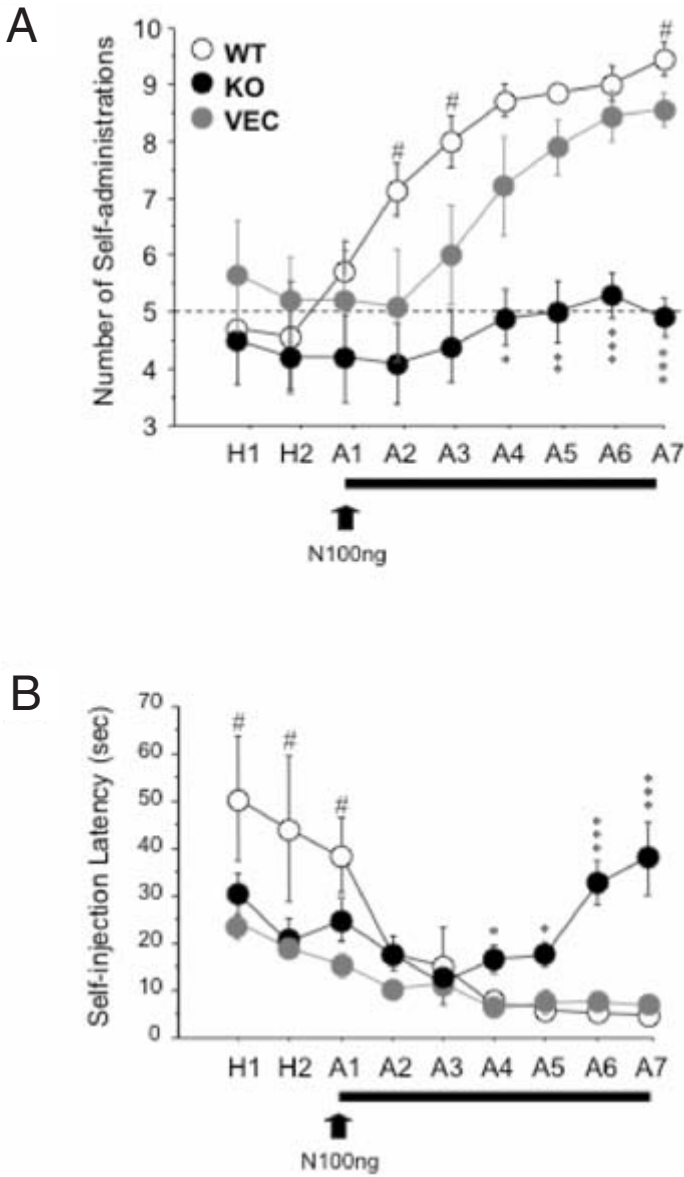 A
Number of Self-administrations
10
9
8
7
6
5
4
3
WT
KO
VEC
#
#
#
*
**
***
***
H1 H2 A1 A2 A3 A4 A5 A6 A7
N100ng
B
Self-injection Latency (sec)
70
60
50
40
30
20
10
0
#
#
#
*
*
***
***
H1 H2 A1 A2 A3 A4 A5 A6 A7
N100ng